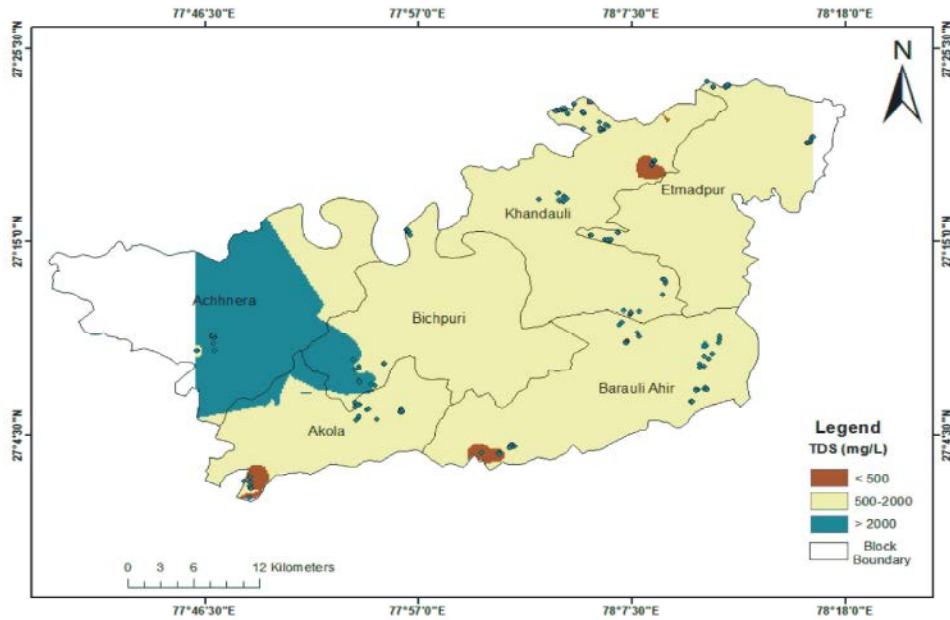 77°46'30"E 77°57'0"E 78°7'30"E 78°18'0"E
27°25'30"N
27°25'30"N
N
Etmadpur
Khandauli
27°15'0"N
27°15'0"N
Achhnera
Bichpuri
Barauli Ahir
Akola
27°4'30"N
27°4'30"N
Legend
TDS (mg/L)
< 500
500-2000
> 2000
Block
Boundary
0 3 6 12 Kilometers
77°46'30"E 77°57'0"E 78°7'30"E 78°18'0"E